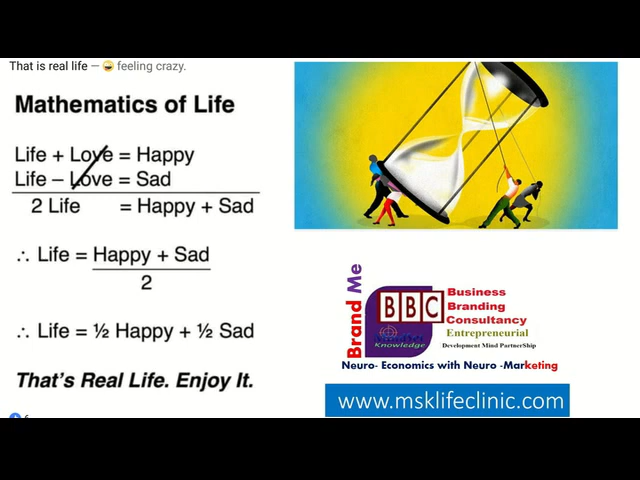 That is real life — 😜 feeling crazy.
Mathematics of Life
Life + Love = Happy
Life – Love = Sad
2 Life = Happy + Sad
∴ Life = Happy + Sad
2
∴ Life = ½ Happy + ½ Sad
That's Real Life. Enjoy It.
Brand Me
BBC
Business
Branding
Consultancy
Entrepreneurial
Knowledge
Development Mind PartnerShip
Neuro- Economics with Neuro -Marketing
www.msklifeclinic.com